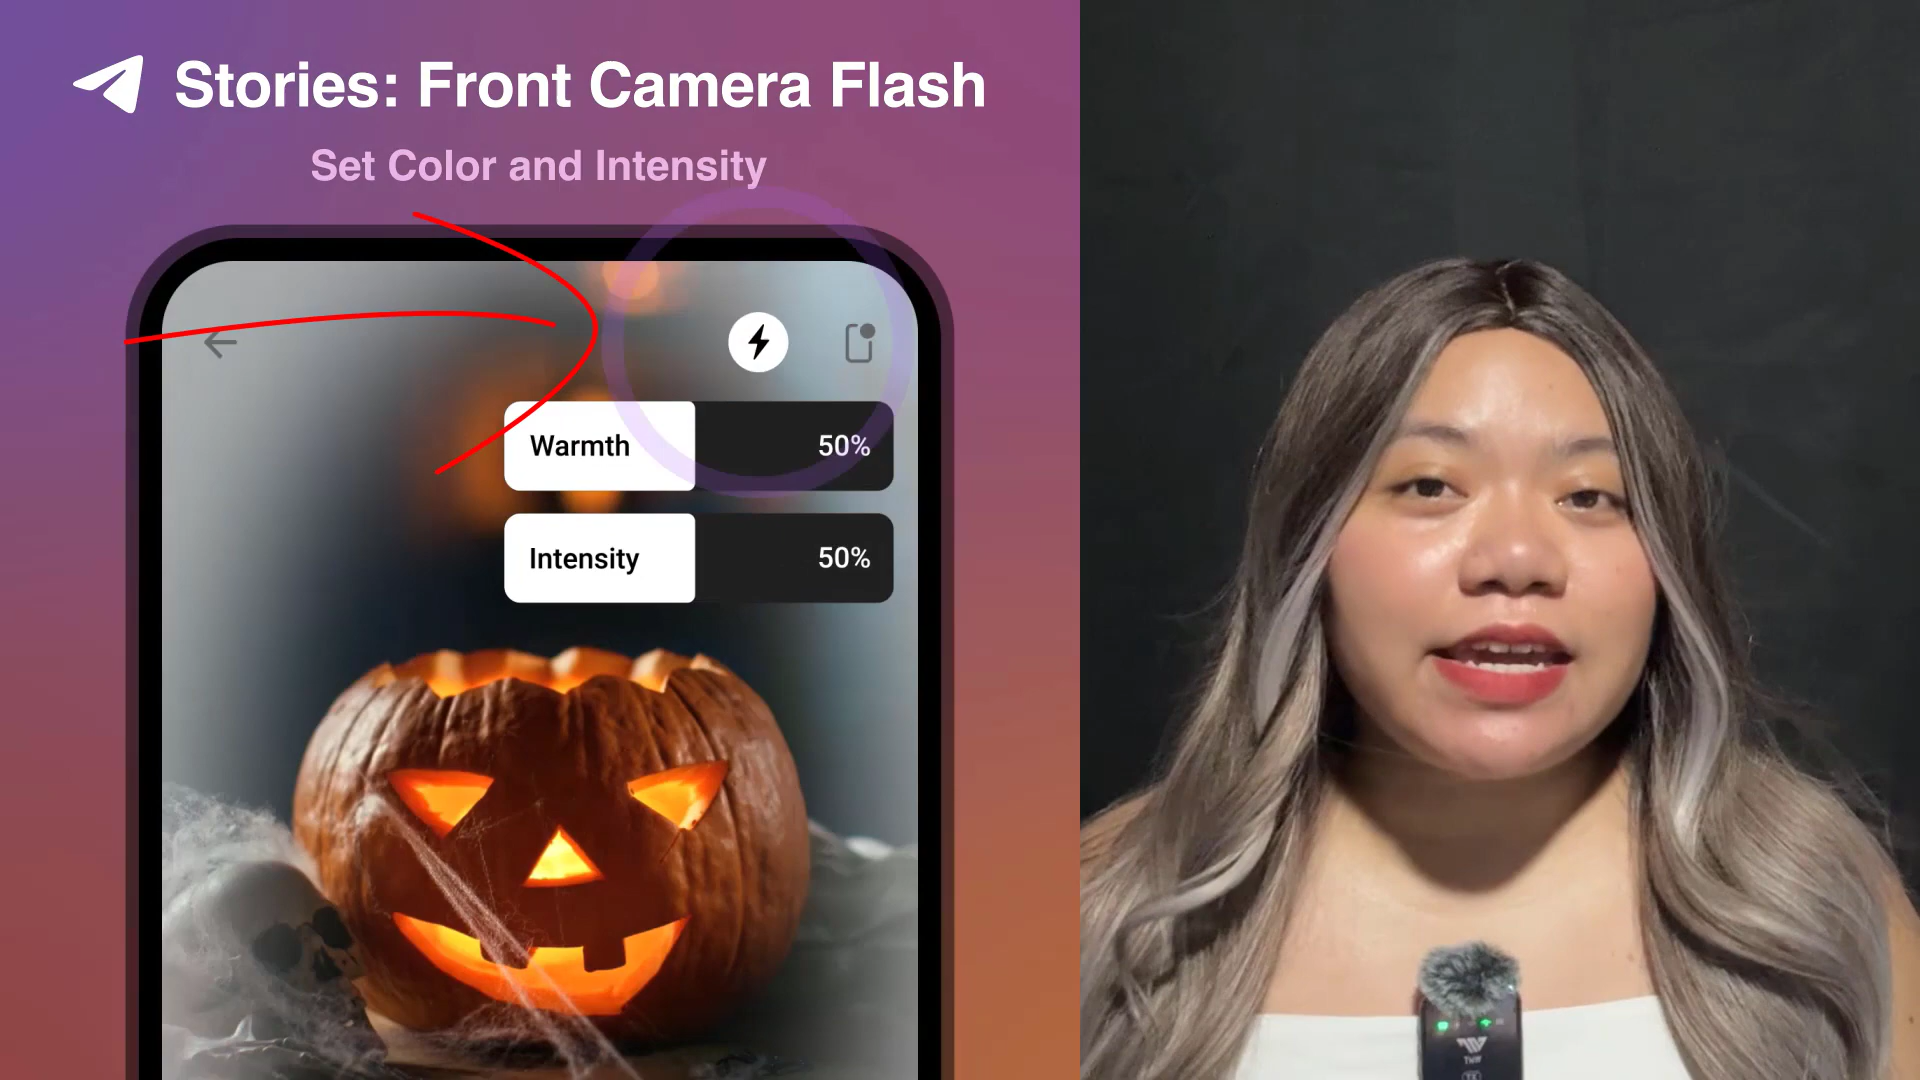 Stories: Front Camera Flash
Set Color and Intensity
Warmth 50%
Intensity 50%